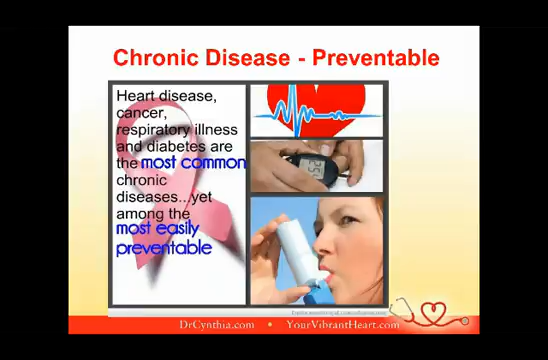 Chronic Disease - Preventable
Heart disease,
cancer,
respiratory illness
and diabetes are
the most common
chronic
diseases...yet
among the
most easily
preventable
DrCynthia.com • YourVibrantHeart.com